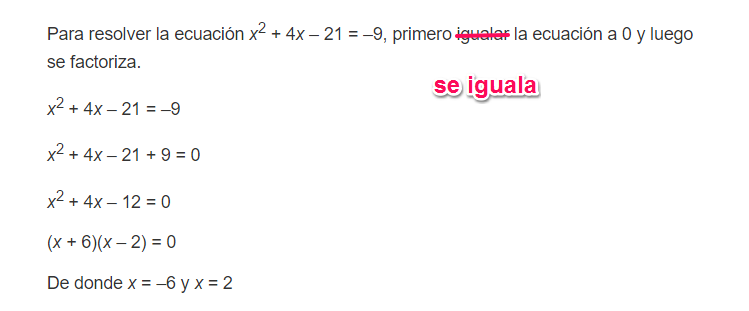 Para resolver la ecuación x² + 4x – 21 = –9, primero igualar la ecuación a 0 y luego
se factoriza.
se iguala
x² + 4x – 21 = –9
x² + 4x – 21 + 9 = 0
x² + 4x – 12 = 0
(x + 6)(x – 2) = 0
De donde x = –6 y x = 2